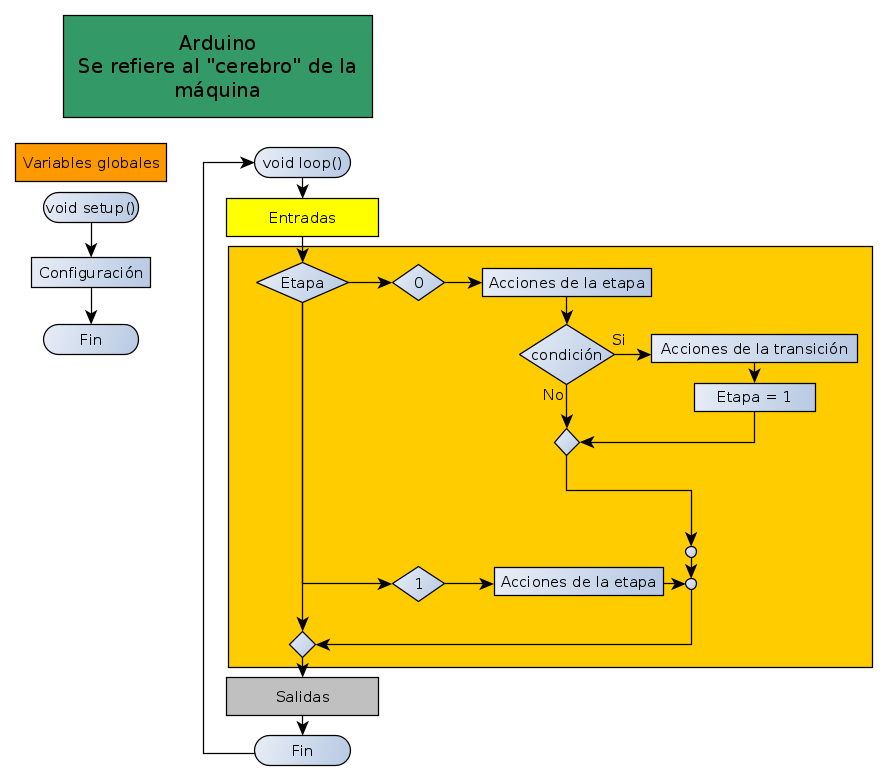 Arduino
Se refiere al "cerebro" de la
máquina
Variables globales
void setup()
Configuración
Fin
void loop()
Entradas
Etapa
0
Acciones de la etapa
condición
Si
Acciones de la transición
No
Etapa = 1
1
Acciones de la etapa
Salidas
Fin